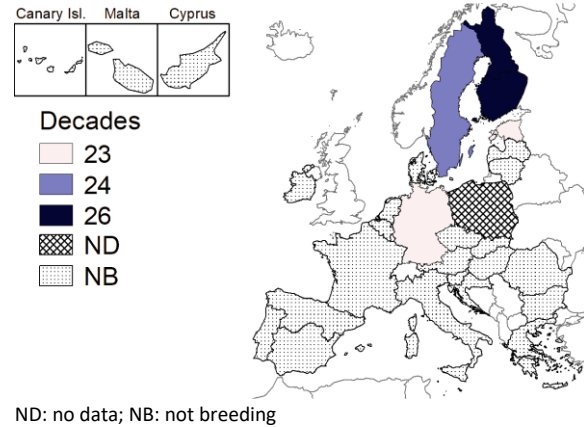 Canary Isl. Malta Cyprus
Decades
23
24
26
ND
NB
ND: no data; NB: not breeding